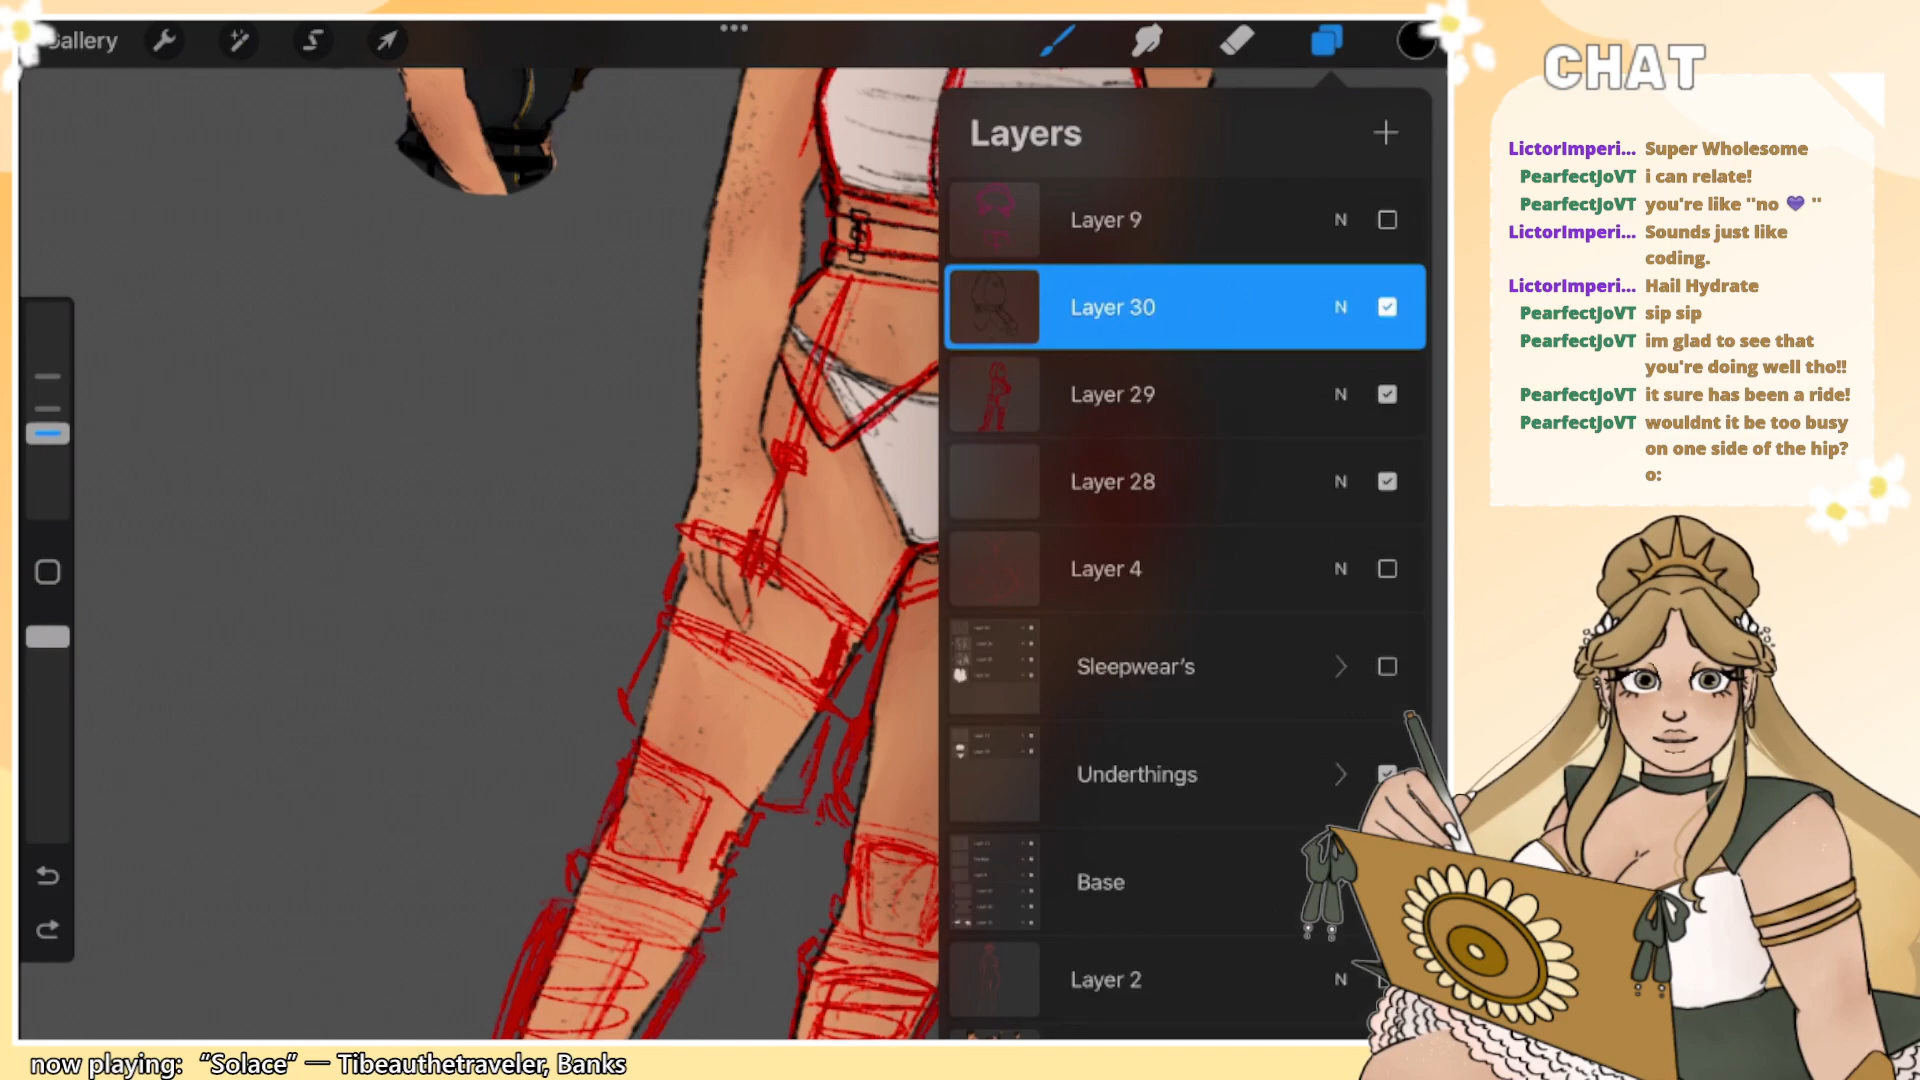 Gallery
Layers
Layer 9
N
Layer 30
N
Layer 29
N
Layer 28
N
Layer 4
N
Sleepwear's
Underthings
Base
Layer 2
N
CHAT
LictorImperi... Super Wholesome
PearfectJoVT i can relate!
PearfectJoVT you're like "no 💜 "
LictorImperi... Sounds just like
coding.
LictorImperi... Hail Hydrate
PearfectJoVT sip sip
PearfectJoVT im glad to see that
you're doing well tho!!
PearfectJoVT it sure has been a ride!
PearfectJoVT wouldnt it be too busy
on one side of the hip?
o:
now playing: “Solace” — Tibeauthetraveler, Banks